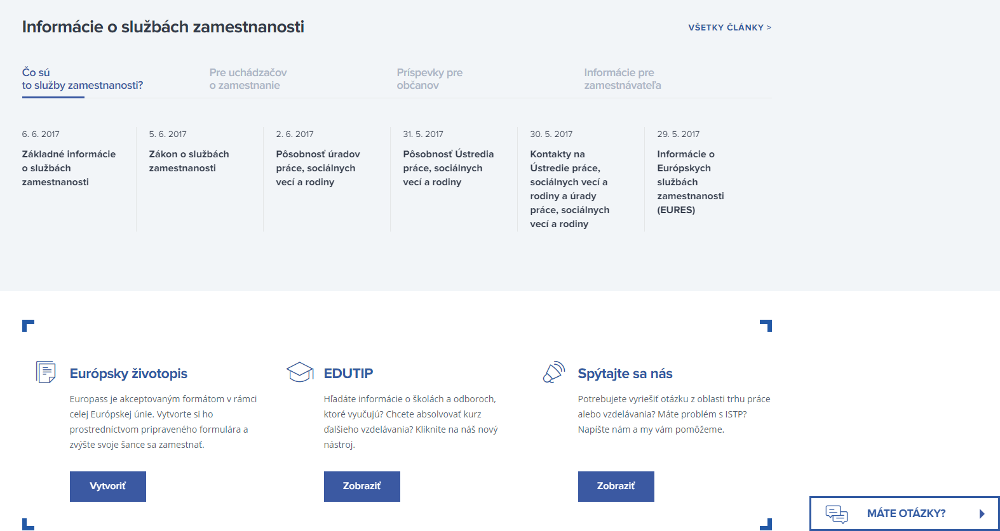 Informácie o službách zamestnanosti
VŠETKY ČLÁNKY >
Čo sú
to služby zamestnanosti?
Pre uchádzačov
o zamestnanie
Príspevky pre
občanov
Informácie pre
zamestnávateľa
6. 6. 2017
Základné informácie
o službách
zamestnanosti
5. 6. 2017
Zákon o službách
zamestnanosti
2. 6. 2017
Pôsobnosť úradov
práce, sociálnych
vecí a rodiny
31. 5. 2017
Pôsobnosť Ústredia
práce, sociálnych
vecí a rodiny
30. 5. 2017
Kontakty na
Ústredie práce,
sociálnych vecí a
rodiny a úrady
práce, sociálnych
vecí a rodiny
29. 5. 2017
Informácie o
Európskych
službách
zamestnanosti
(EURES)
Európsky životopis
Europass je akceptovaným formátom v rámci
celej Európskej únie. Vytvorte si ho
prostredníctvom pripraveného formulára a
zvýšte svoje šance sa zamestnať.
Vytvoriť
EDUTIP
Hľadáte informácie o školách a odboroch,
ktoré vyučujú? Chcete absolvovať kurz
ďalšieho vzdelávania? Kliknite na náš nový
nástroj.
Zobraziť
Spýtajte sa nás
Potrebujete vyriešiť otázku z oblasti trhu práce
alebo vzdelávania? Máte problém s ISTP?
Napíšte nám a my vám pomôžeme.
Zobraziť
MÁTE OTÁZKY?